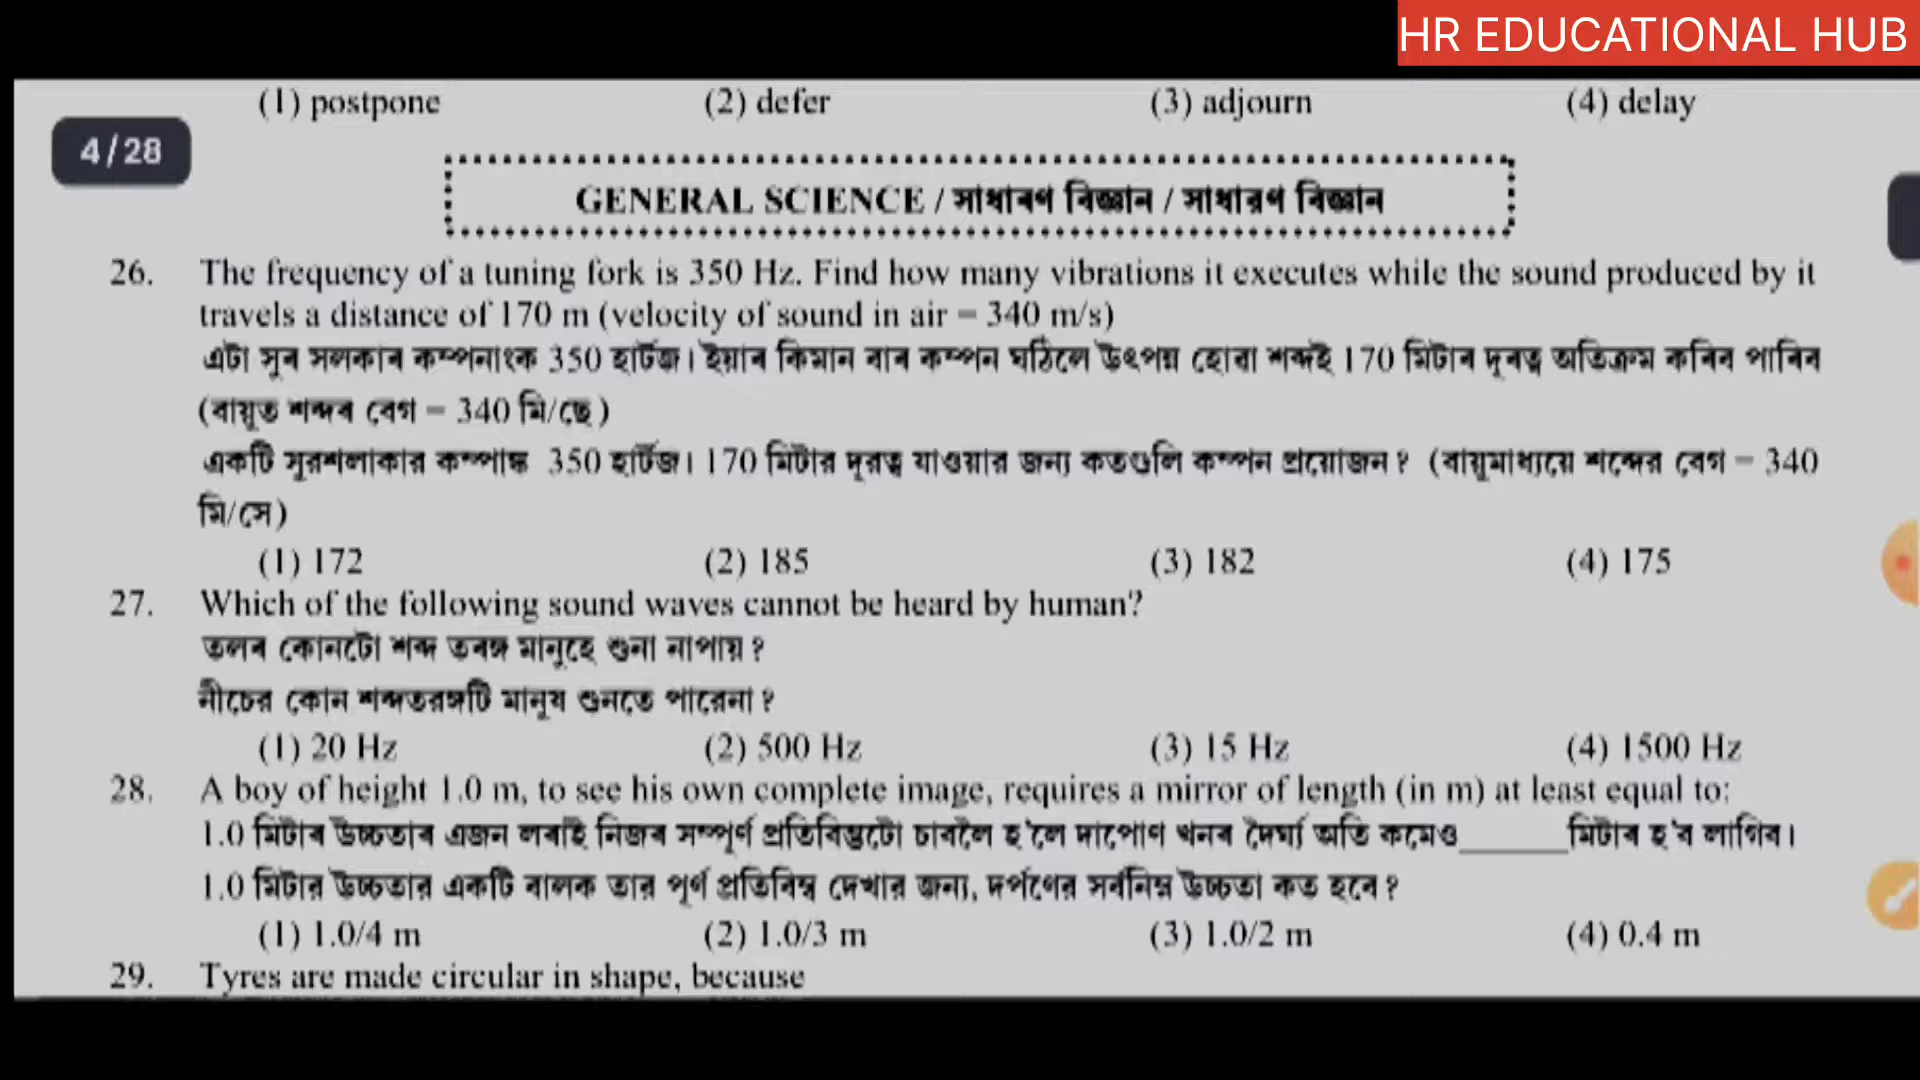 HR EDUCATIONAL HUB
(1) postpone (2) defer (3) adjourn (4) delay
4/28
GENERAL SCIENCE / সাধাৰণ বিজ্ঞান / সাধারণ বিজ্ঞান
26. The frequency of a tuning fork is 350 Hz. Find how many vibrations it executes while the sound produced by it
travels a distance of 170 m (velocity of sound in air = 340 m/s)
এটা সূৰ সলকাৰ কম্পনাংক 350 হাৰ্টজ। ইয়াৰ কিমান বাৰ কম্পন ঘঠিলে উৎপন্ন হোৱা শব্দই 170 মিটাৰ দূৰত্ব অতিক্ৰম কৰিব পাৰিব
(বায়ুত শব্দৰ বেগ = 340 মি/ছে)
একটি সূরশলাকার কম্পাঙ্ক 350 হার্টজ। 170 মিটার দূরত্ব যাওয়ার জন্য কতগুলি কম্পন প্রয়োজন? (বায়ুমাধ্যয়ে শব্দের বেগ = 340
মি/সে)
(1) 172 (2) 185 (3) 182 (4) 175
27. Which of the following sound waves cannot be heard by human?
তলৰ কোনটো শব্দ তৰঙ্গ মানুহে শুনা নাপায়?
নীচের কোন শব্দতরঙ্গটি মানুষ শুনতে পারেনা?
(1) 20 Hz (2) 500 Hz (3) 15 Hz (4) 1500 Hz
28. A boy of height 1.0 m, to see his own complete image, requires a mirror of length (in m) at least equal to:
1.0 মিটাৰ উচ্চতাৰ এজন লৰাই নিজৰ সম্পূৰ্ণ প্ৰতিবিম্বটো চাবলৈ হ'লে দাপোণ খনৰ দৈৰ্ঘ্য অতি কমেও______মিটাৰ হ'ব লাগিব।
1.0 মিটার উচ্চতার একটি বালক তার পূর্ণ প্রতিবিম্ব দেখার জন্য, দর্পণের সর্বনিম্ন উচ্চতা কত হবে?
(1) 1.0/4 m (2) 1.0/3 m (3) 1.0/2 m (4) 0.4 m
29. Tyres are made circular in shape, because